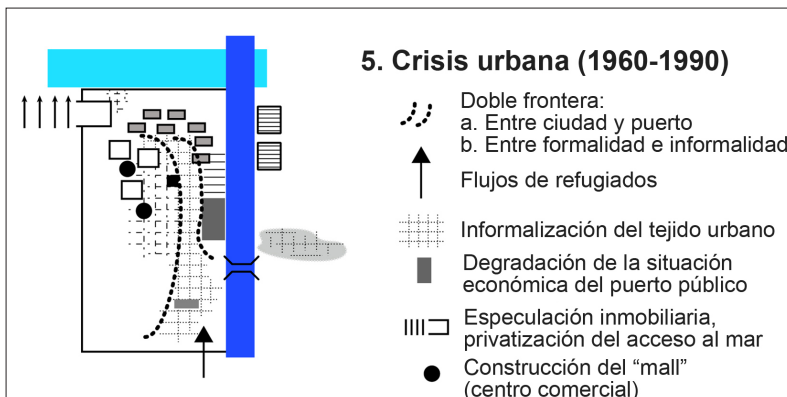 5. Crisis urbana (1960-1990)
Doble frontera:
a. Entre ciudad y puerto
b. Entre formalidad e informalidad
Flujos de refugiados
Informalización del tejido urbano
Degradación de la situación
económica del puerto público
Especulación inmobiliaria,
privatización del acceso al mar
Construcción del “mall”
(centro comercial)